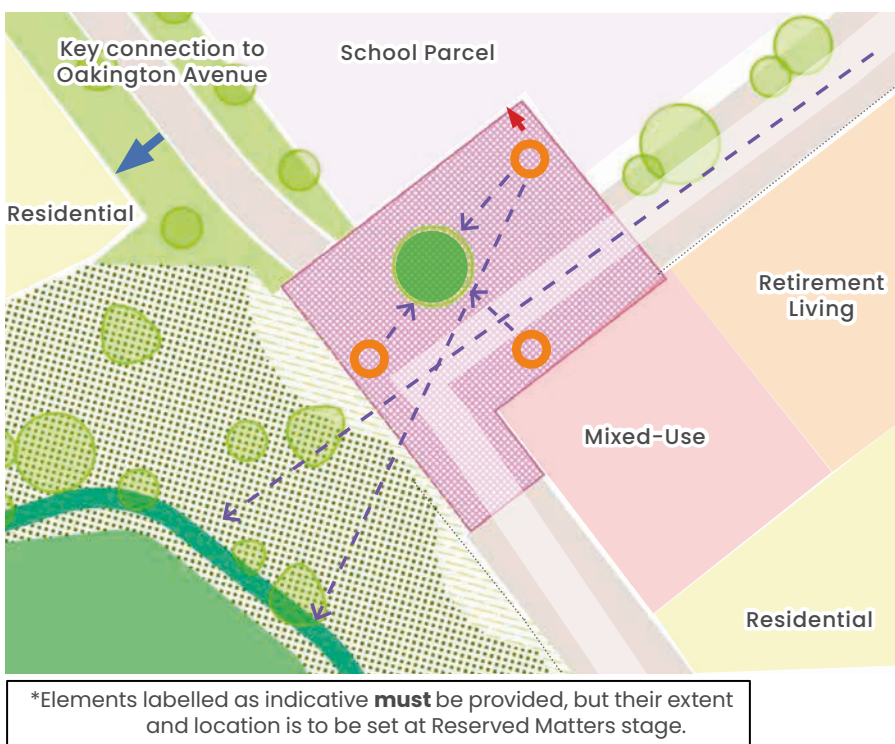 Key connection to
Oakington Avenue
School Parcel
Residential
Retirement
Living
Mixed-Use
Residential
*Elements labelled as indicative must be provided, but their extent
and location is to be set at Reserved Matters stage.